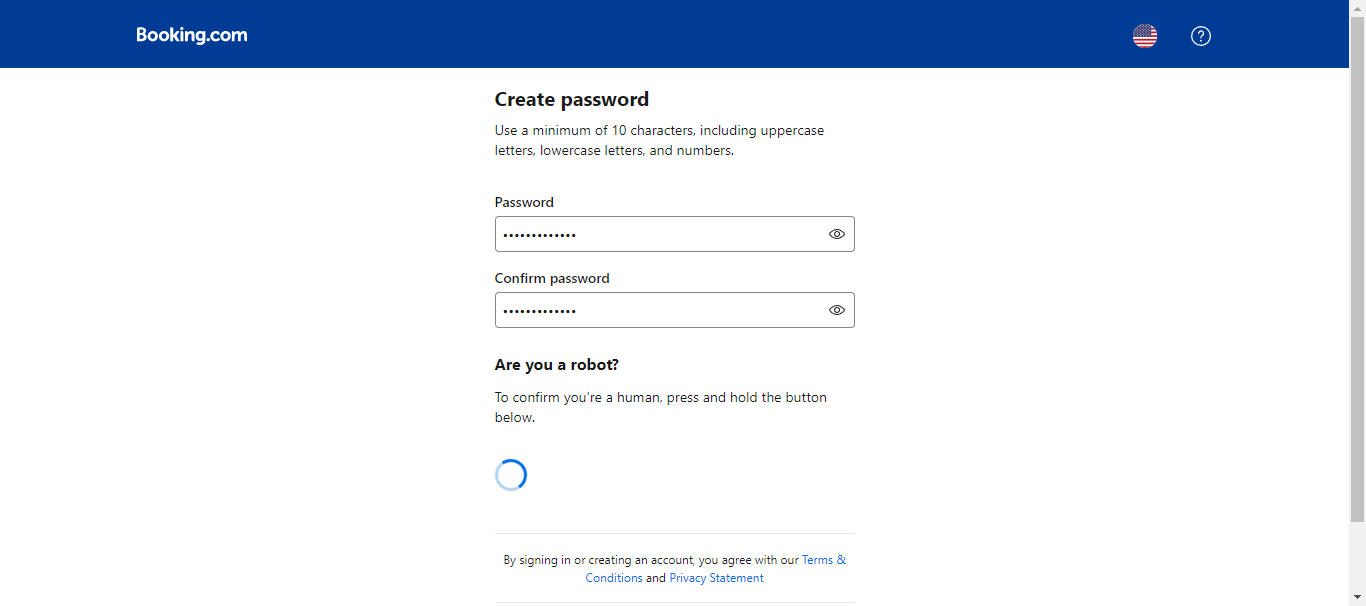 Booking.com
Create password
Use a minimum of 10 characters, including uppercase
letters, lowercase letters, and numbers.
Password
•••••••••••••
Confirm password
•••••••••••••
Are you a robot?
To confirm you're a human, press and hold the button
below.
By signing in or creating an account, you agree with our Terms &
Conditions and Privacy Statement